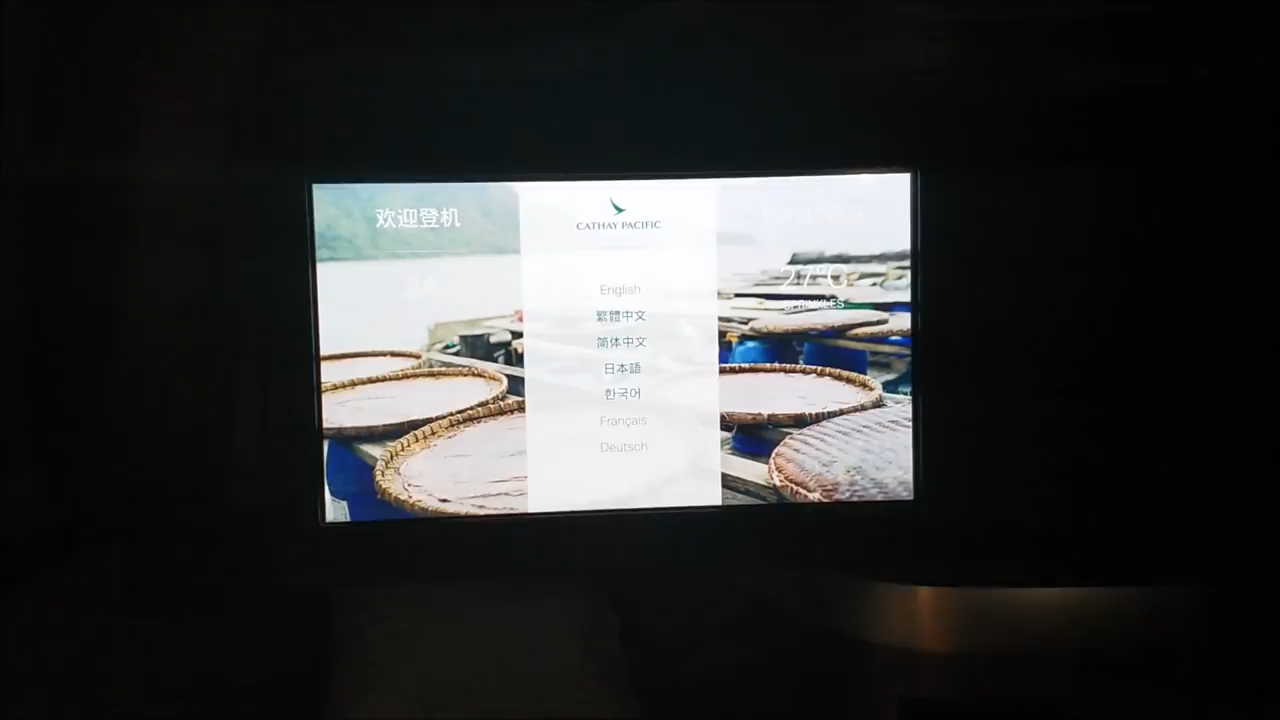 欢迎登机
CATHAY PACIFIC
27°C
SPRINKLES
English
繁體中文
简体中文
日本語
한국어
Français
Deutsch